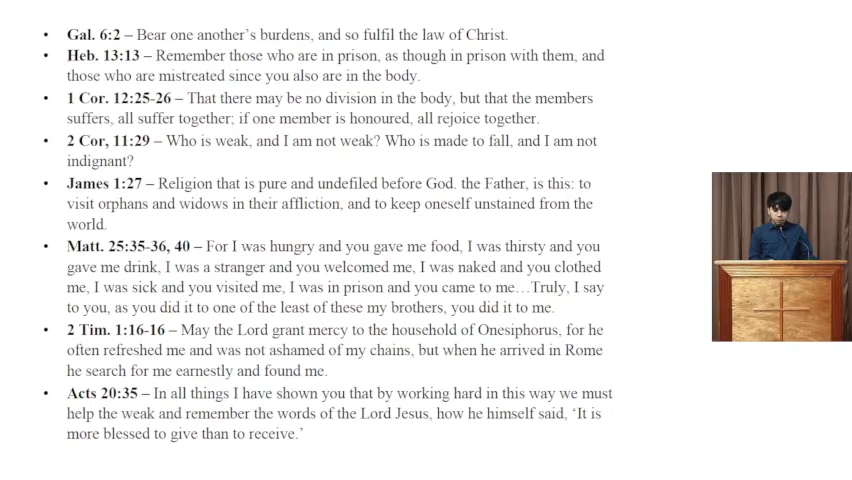 • Gal. 6:2 – Bear one another's burdens, and so fulfil the law of Christ.
• Heb. 13:13 – Remember those who are in prison, as though in prison with them, and
those who are mistreated since you also are in the body.
• 1 Cor. 12:25-26 – That there may be no division in the body, but that the members
suffers, all suffer together; if one member is honoured, all rejoice together.
• 2 Cor, 11:29 – Who is weak, and I am not weak? Who is made to fall, and I am not
indignant?
• James 1:27 – Religion that is pure and undefiled before God. the Father, is this: to
visit orphans and widows in their affliction, and to keep oneself unstained from the
world.
• Matt. 25:35-36, 40 – For I was hungry and you gave me food, I was thirsty and you
gave me drink, I was a stranger and you welcomed me, I was naked and you clothed
me, I was sick and you visited me, I was in prison and you came to me…Truly, I say
to you, as you did it to one of the least of these my brothers, you did it to me.
• 2 Tim. 1:16-16 – May the Lord grant mercy to the household of Onesiphorus, for he
often refreshed me and was not ashamed of my chains, but when he arrived in Rome
he search for me earnestly and found me.
• Acts 20:35 – In all things I have shown you that by working hard in this way we must
help the weak and remember the words of the Lord Jesus, how he himself said, 'It is
more blessed to give than to receive.'